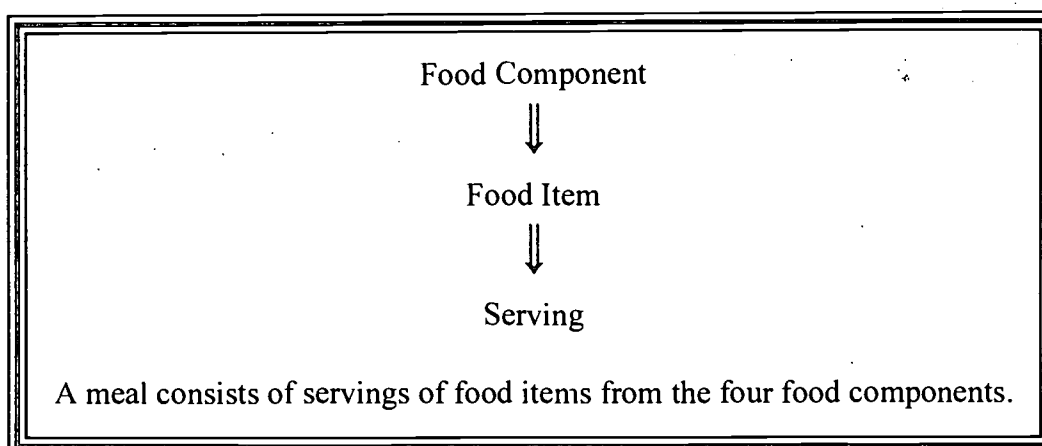 Food Component
Food Item
Serving
A meal consists of servings of food items from the four food components.